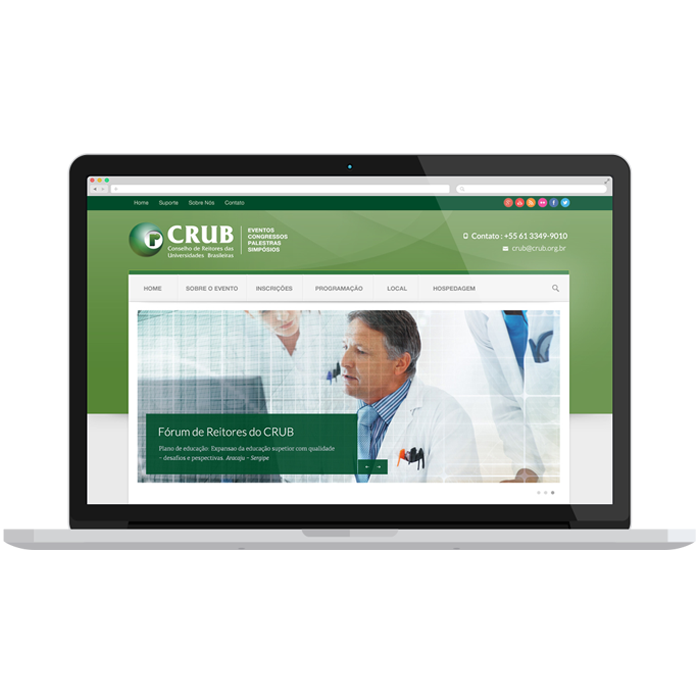 Home Suporte Sobre Nós Contato
CRUB
Conselho de Reitores das
Universidades Brasileiras
EVENTOS
CONGRESSOS
PALESTRAS
SIMPÓSIOS
Contato : +55 61 3349-9010
crub@crub.org.br
HOME SOBRE O EVENTO INSCRIÇÕES PROGRAMAÇÃO LOCAL HOSPEDAGEM
Fórum de Reitores do CRUB
Plano de educação: Expansao da educação superior com qualidade
– desafios e pespectivas. Aracaju – Sergipe